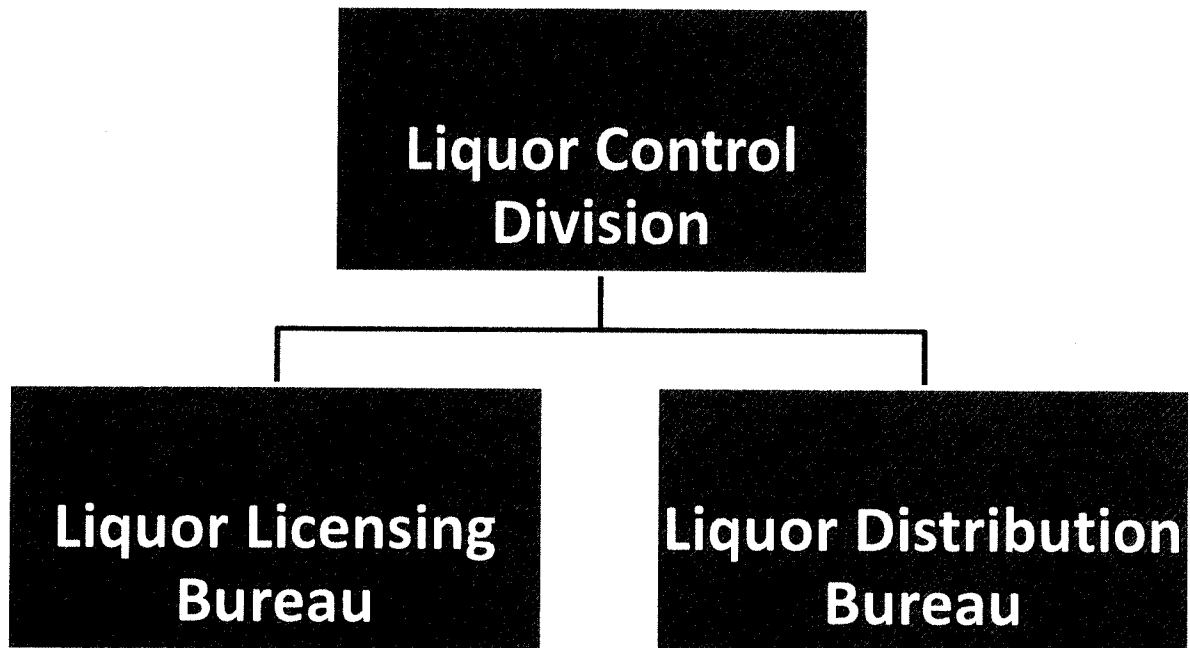 Liquor Control
Division
Liquor Licensing
Bureau
Liquor Distribution
Bureau